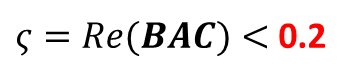 ς = Re(BAC) < 0.2